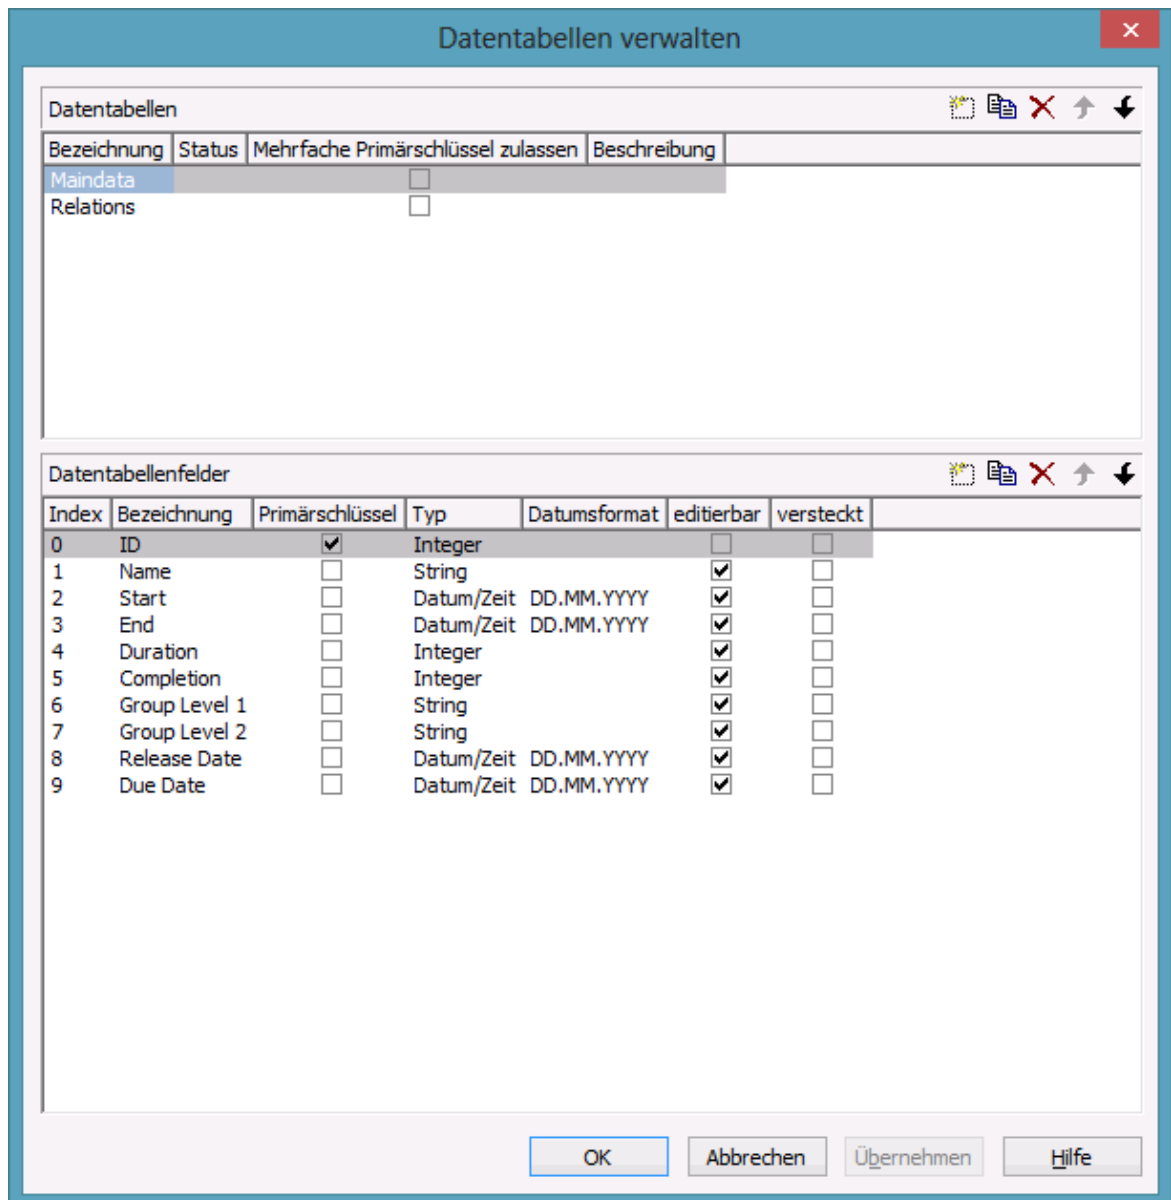 Datentabellen verwalten
Datentabellen
Bezeichnung Status Mehrfache Primärschlüssel zulassen Beschreibung
Maindata
Relations
Datentabellenfelder
Index Bezeichnung Primärschlüssel Typ Datumsformat editierbar versteckt
0 ID Integer
1 Name String
2 Start Datum/Zeit DD.MM.YYYY
3 End Datum/Zeit DD.MM.YYYY
4 Duration Integer
5 Completion Integer
6 Group Level 1 String
7 Group Level 2 String
8 Release Date Datum/Zeit DD.MM.YYYY
9 Due Date Datum/Zeit DD.MM.YYYY
OK Abbrechen Übernehmen Hilfe